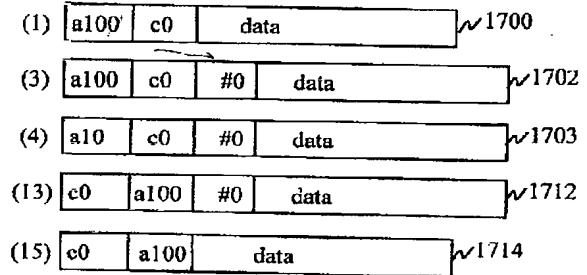 (1) a100' c0 data 1700
(3) a100 c0 #0 data 1702
(4) a10 c0 #0 data 1703
(13) c0 a100 #0 data 1712
(15) c0 a100 data 1714